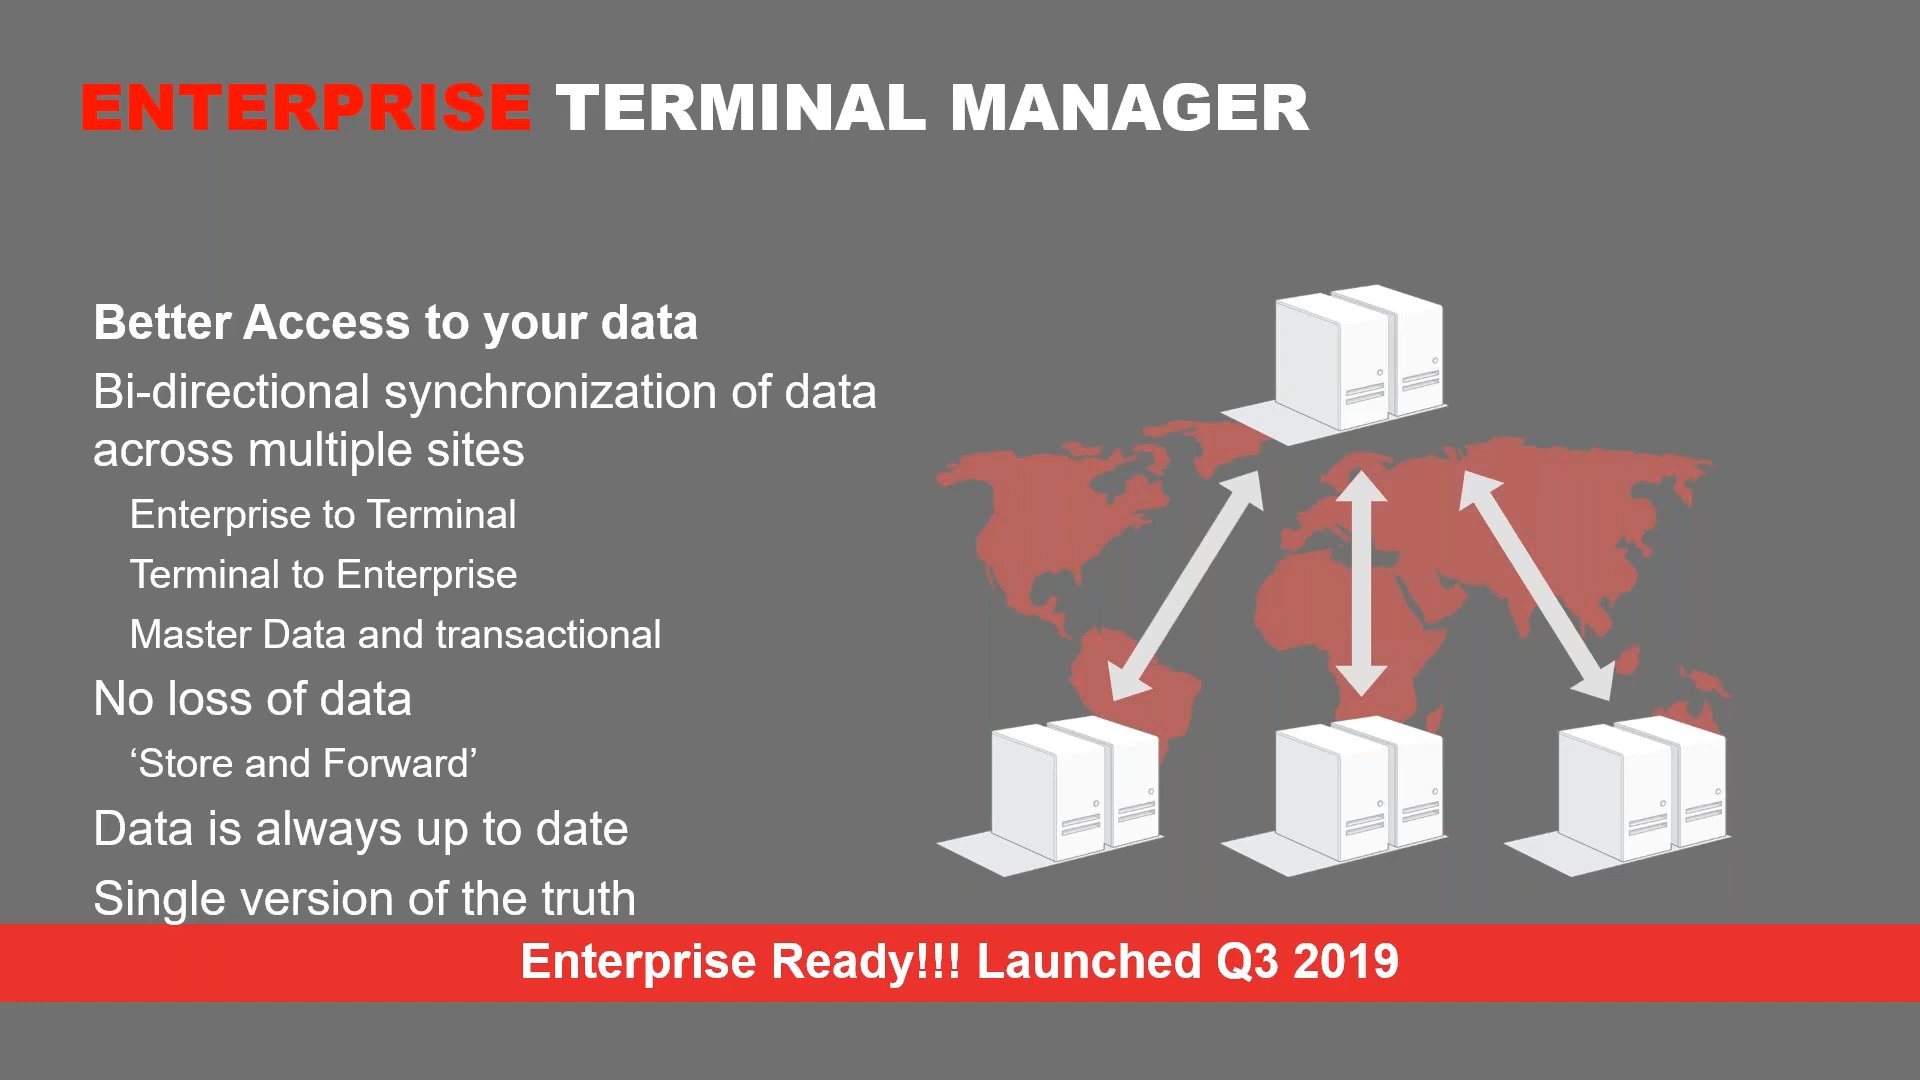 ENTERPRISE TERMINAL MANAGER
Better Access to your data
Bi-directional synchronization of data
across multiple sites
Enterprise to Terminal
Terminal to Enterprise
Master Data and transactional
No loss of data
‘Store and Forward’
Data is always up to date
Single version of the truth
Enterprise Ready!!! Launched Q3 2019